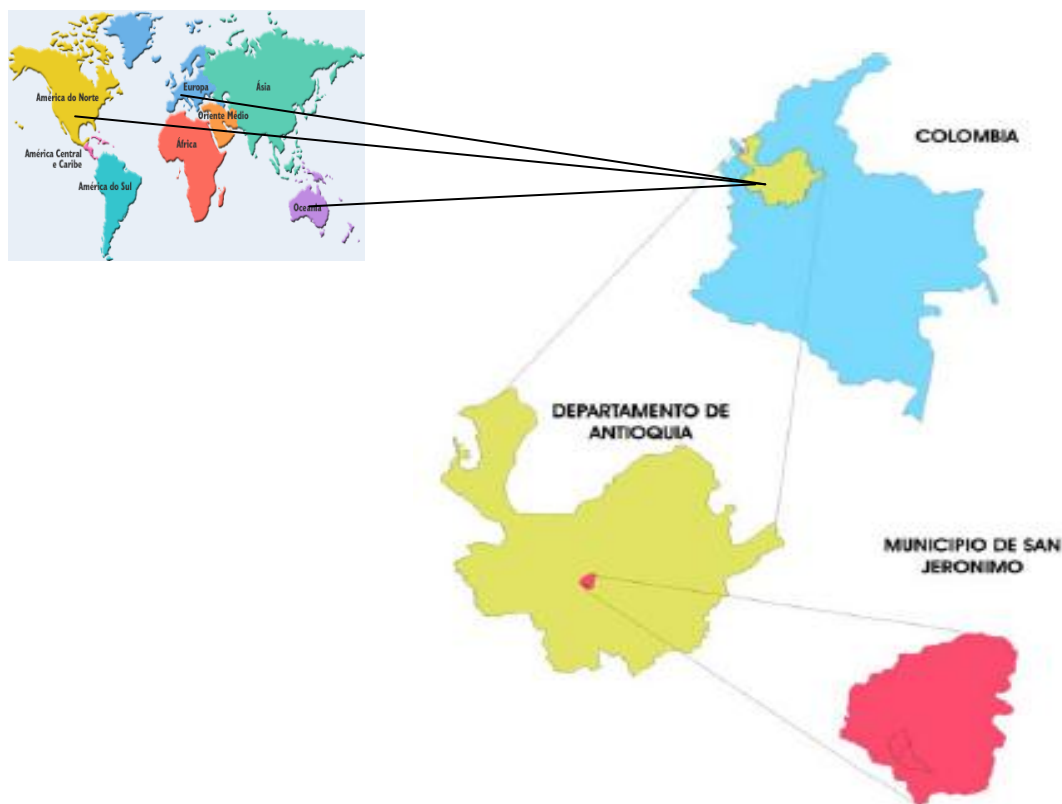 América do Norte
Europa
Ásia
Oriente Médio
África
América Central
e Caribe
América do Sul
Oceania
COLOMBIA
DEPARTAMENTO DE
ANTIOQUIA
MUNICIPIO DE SAN
JERONIMO